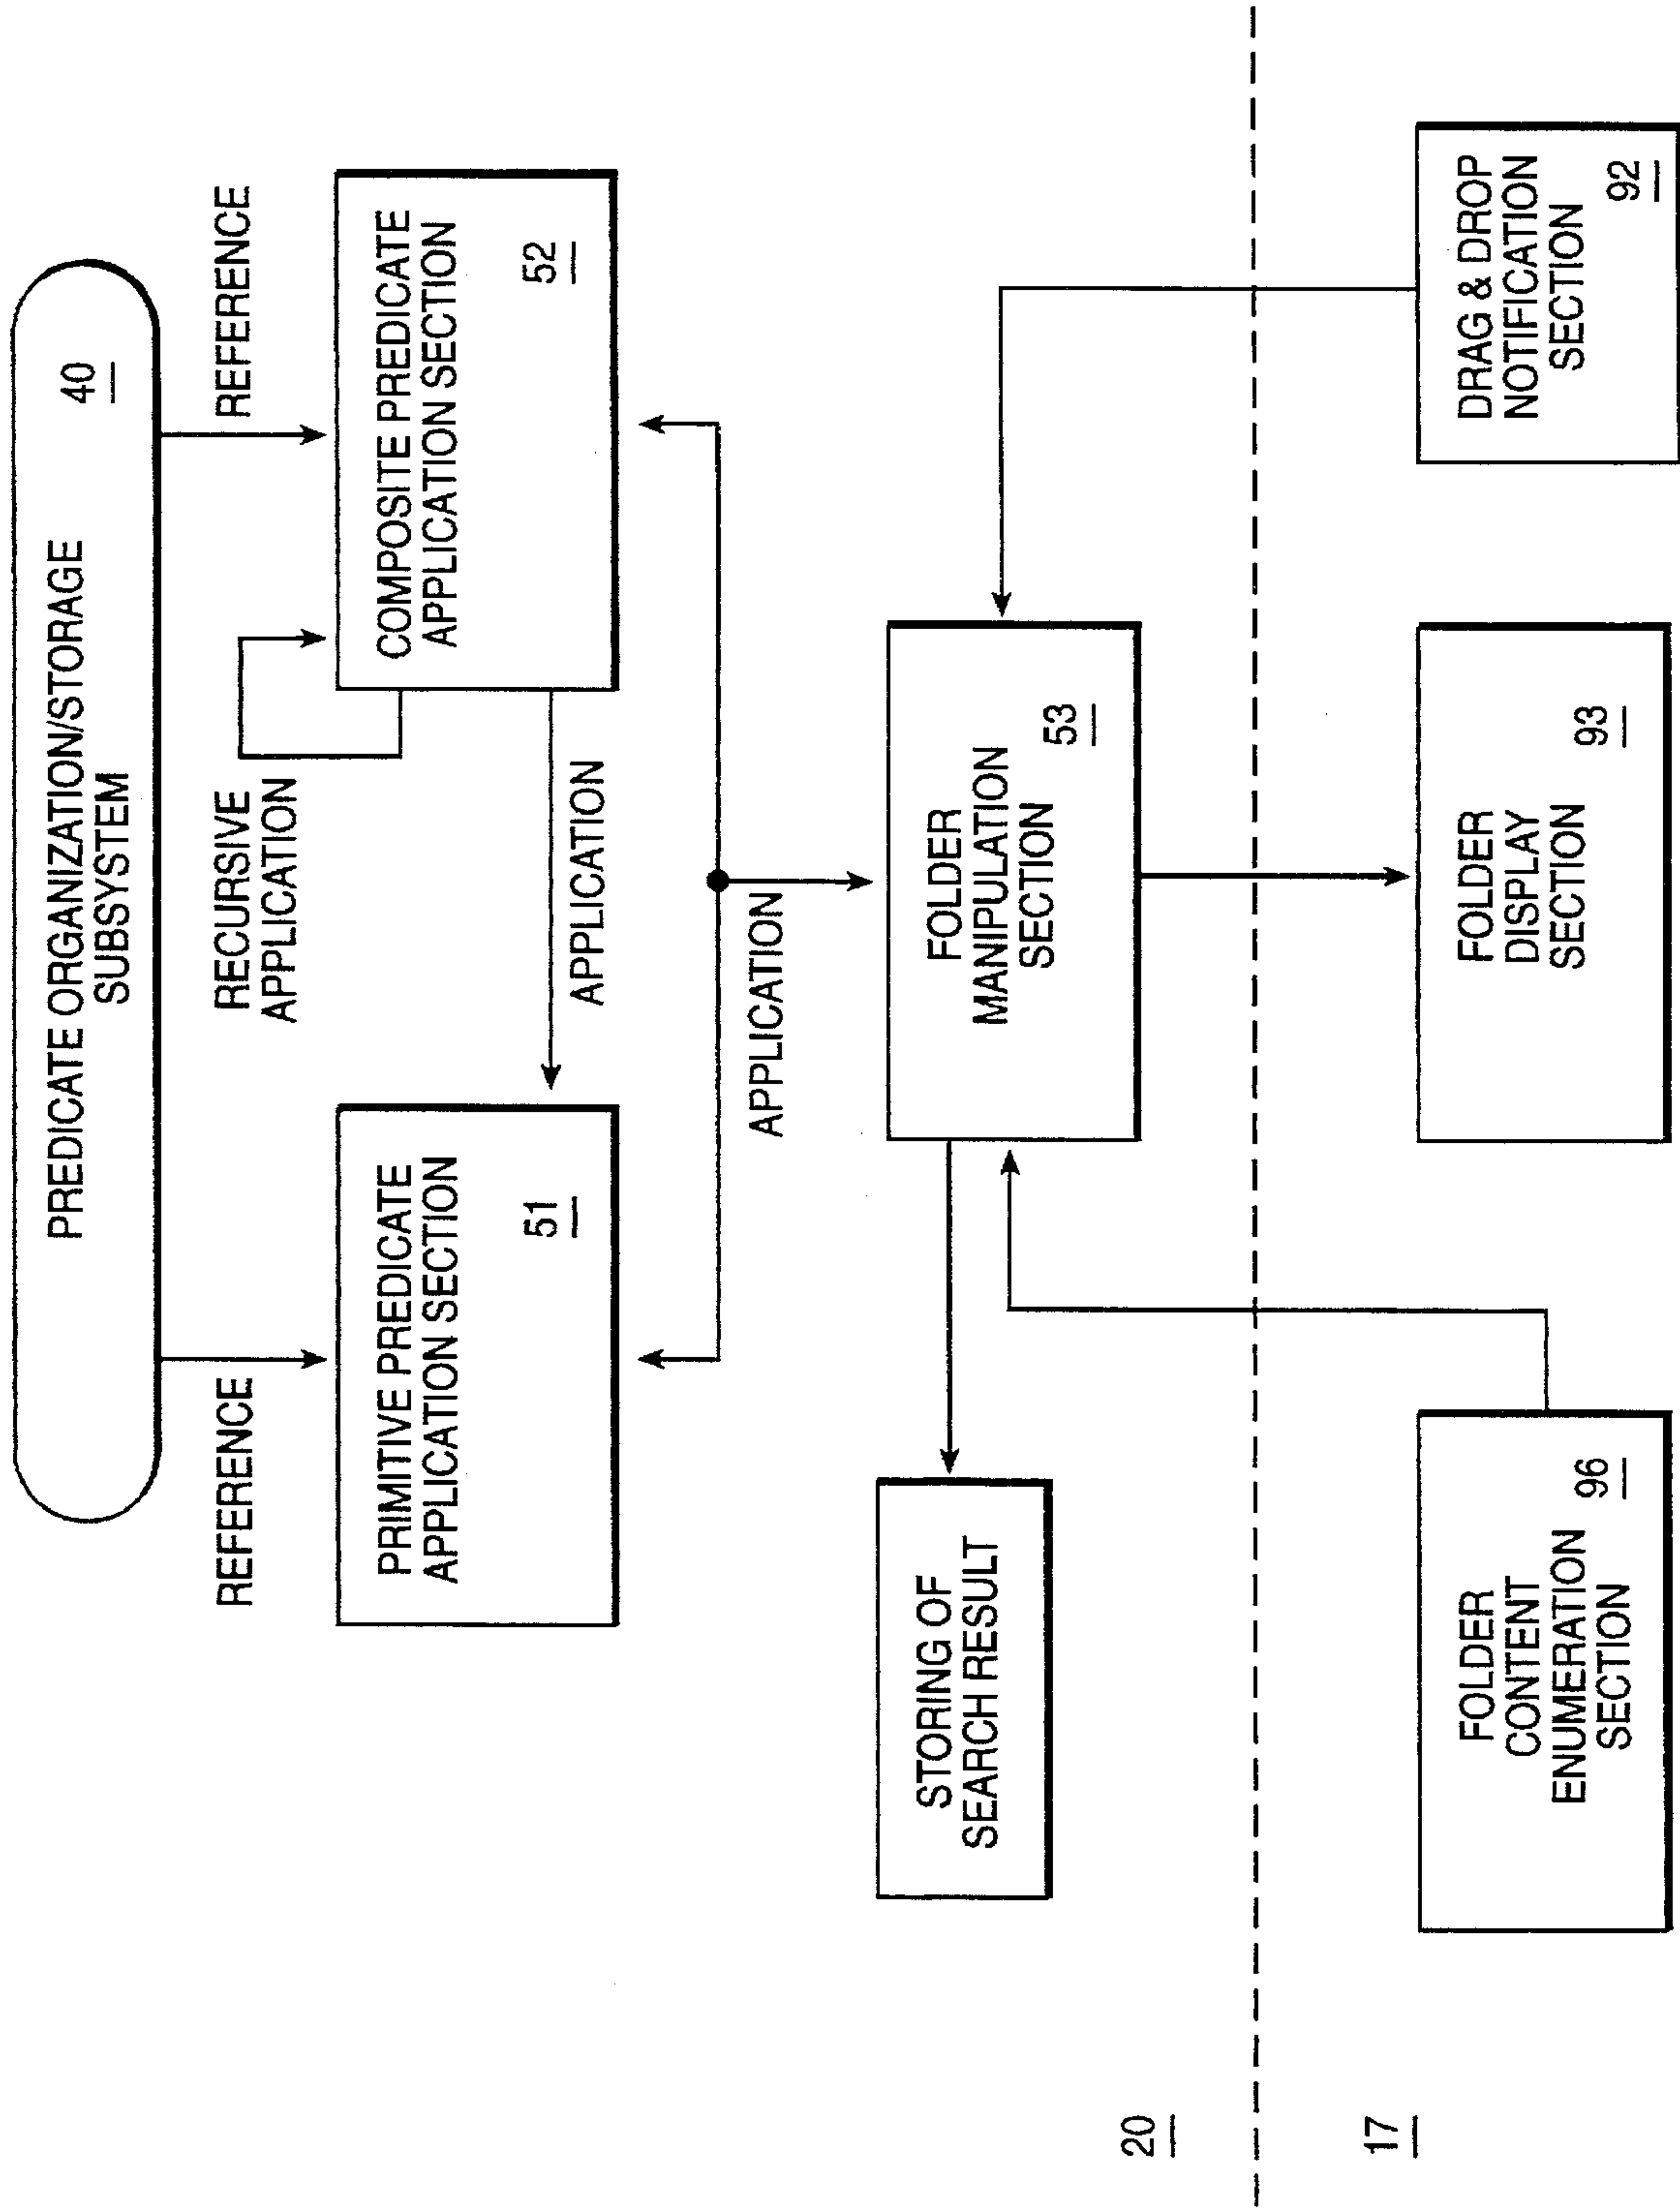 PREDICATE ORGANIZATION/STORAGE
SUBSYSTEM
40
REFERENCE
RECURSIVE
APPLICATION
REFERENCE
PRIMITIVE PREDICATE
APPLICATION SECTION
51
APPLICATION
COMPOSITE PREDICATE
APPLICATION SECTION
52
APPLICATION
STORING OF
SEARCH RESULT
FOLDER
MANIPULATION
SECTION
53
20
17
FOLDER
CONTENT
ENUMERATION
SECTION
96
FOLDER
DISPLAY
SECTION
93
DRAG & DROP
NOTIFICATION
SECTION
92